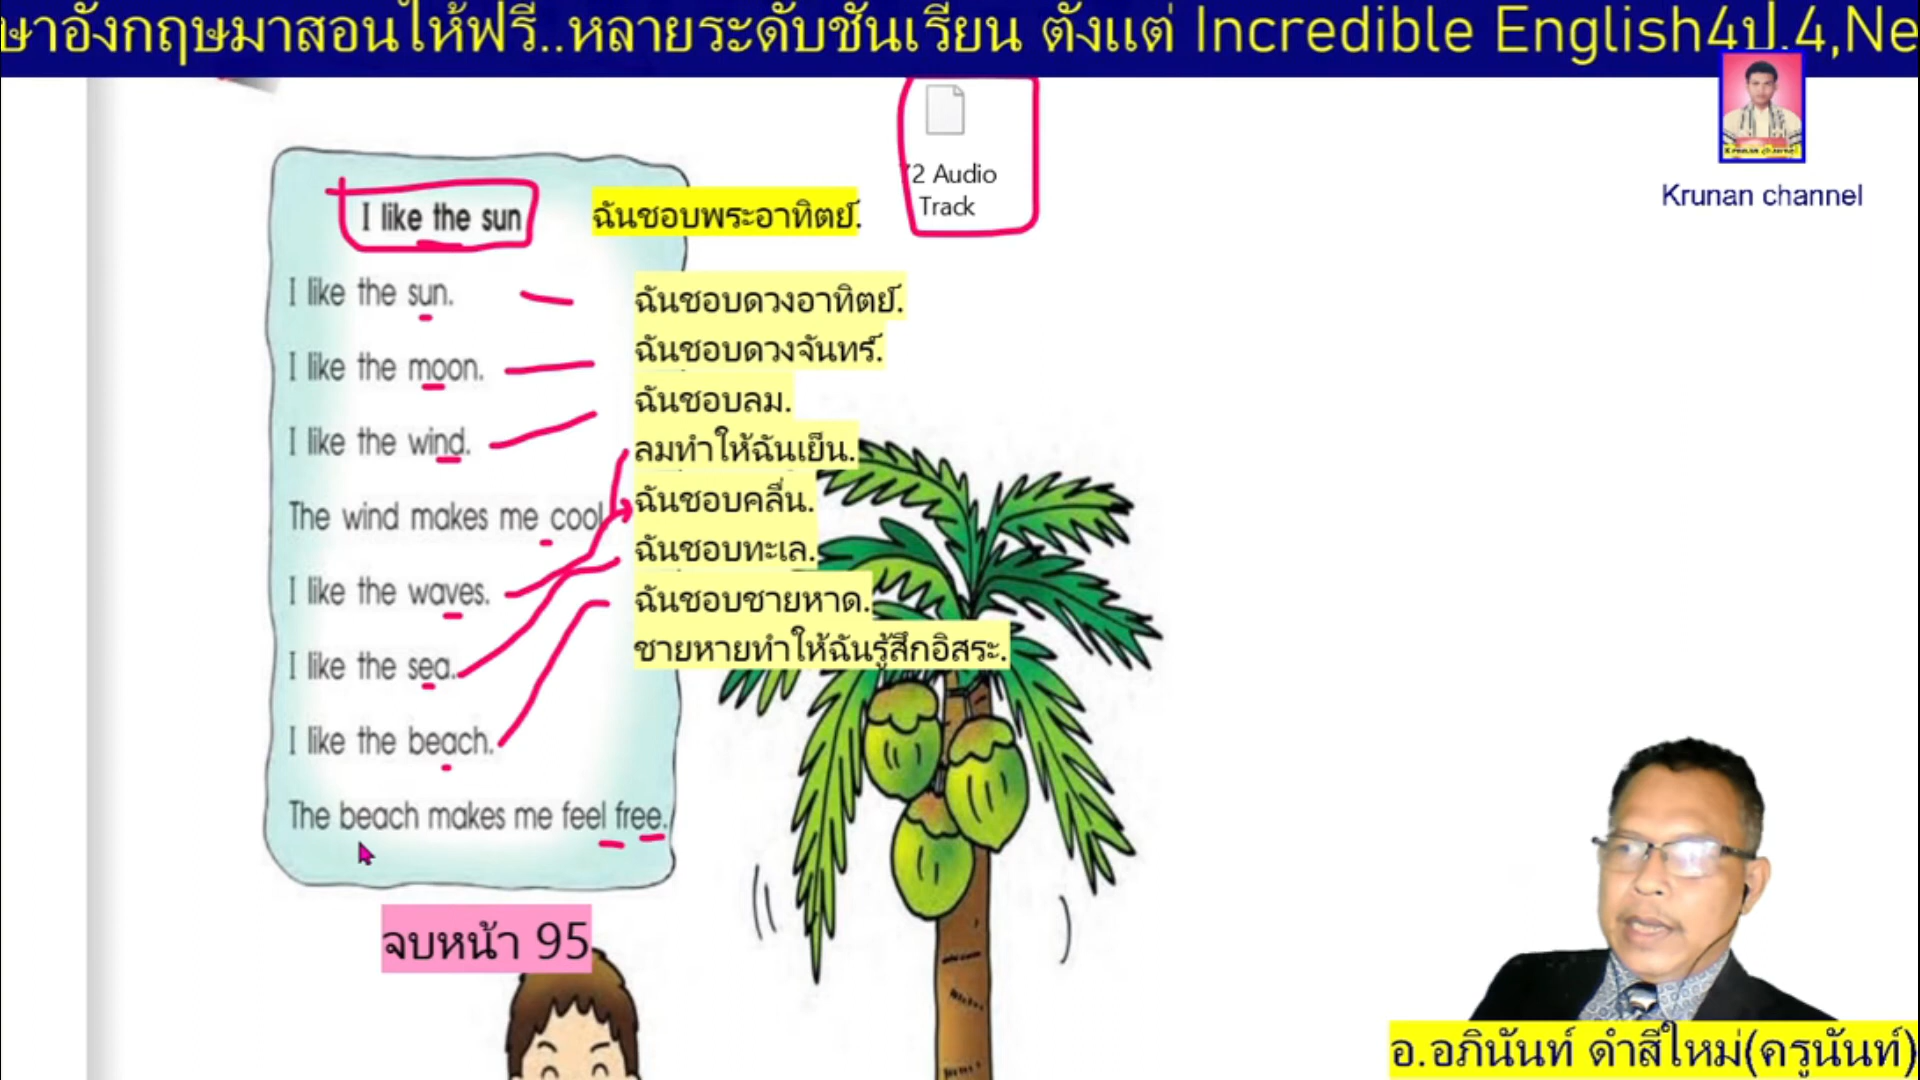 ษาอังกฤษมาสอนให้ฟรี..หลายระดับชั้นเรียน ตั้งแต่ Incredible English4ป.4,Ne
Krunan channel
72 Audio
Track
I like the sun
ฉันชอบพระอาทิตย์.
I like the sun.
ฉันชอบดวงอาทิตย์.
I like the moon.
ฉันชอบดวงจันทร์.
I like the wind.
ฉันชอบลม.
The wind makes me cool
ลมทำให้ฉันเย็น.
I like the waves.
ฉันชอบคลื่น.
I like the sea.
ฉันชอบทะเล.
I like the beach.
ฉันชอบชายหาด.
The beach makes me feel free.
ชายหายทำให้ฉันรู้สึกอิสระ.
จบหน้า 95
อ.อภินันท์ ดำสีใหม่(ครูนันท์)